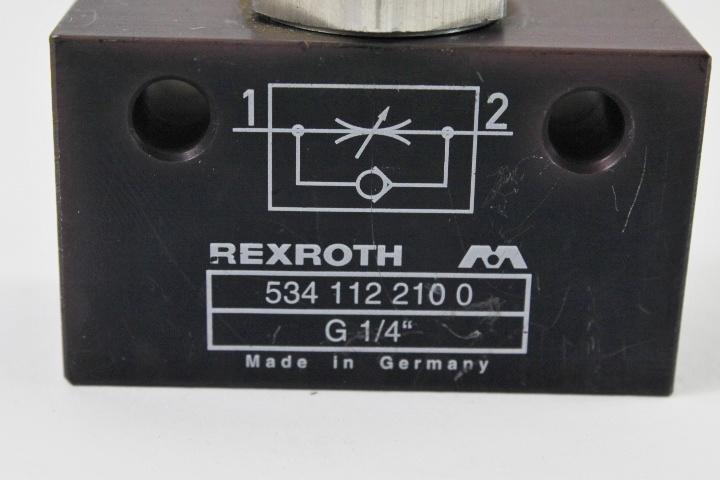 1 2
REXROTH
534 112 210 0
G 1/4“
Made in Germany